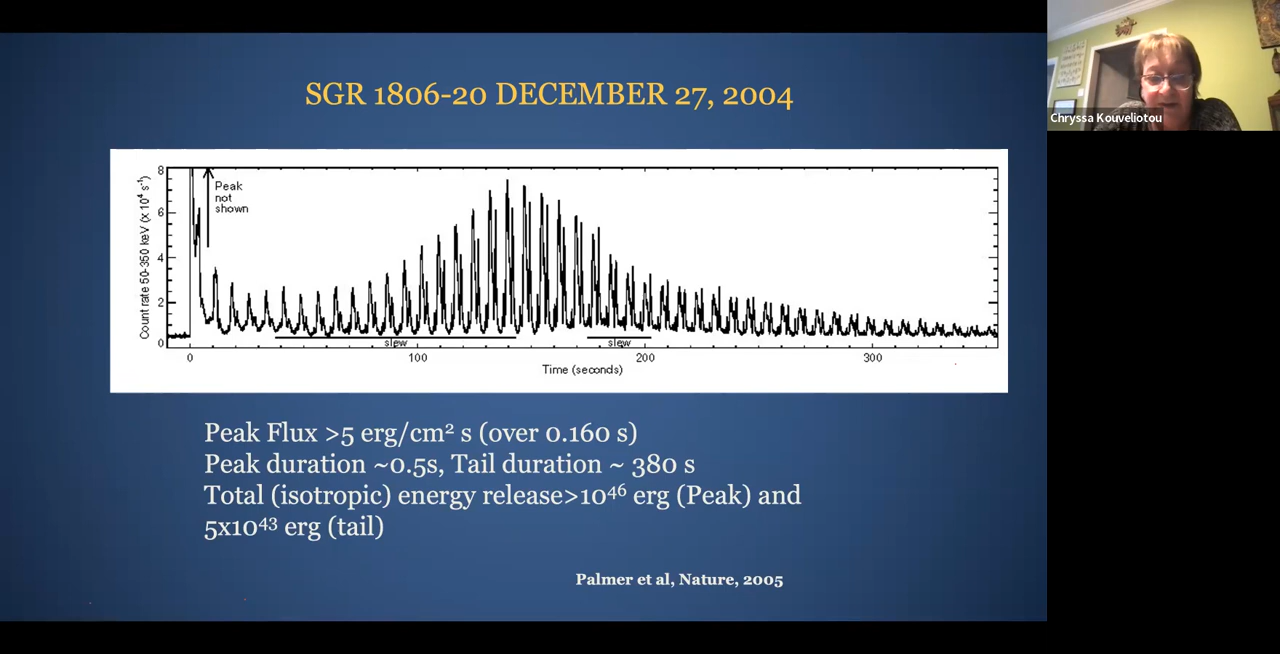 SGR 1806-20 DECEMBER 27, 2004
Chryssa Kouveliotou
Count rate 50-350 keV (x 10⁴ s⁻¹)
8
6
4
2
0
Peak
not
shown
slew
slew
0
100
200
300
Time (seconds)
Peak Flux >5 erg/cm² s (over 0.160 s)
Peak duration ~0.5s, Tail duration ~ 380 s
Total (isotropic) energy release>10⁴⁶ erg (Peak) and
5x10⁴³ erg (tail)
Palmer et al, Nature, 2005